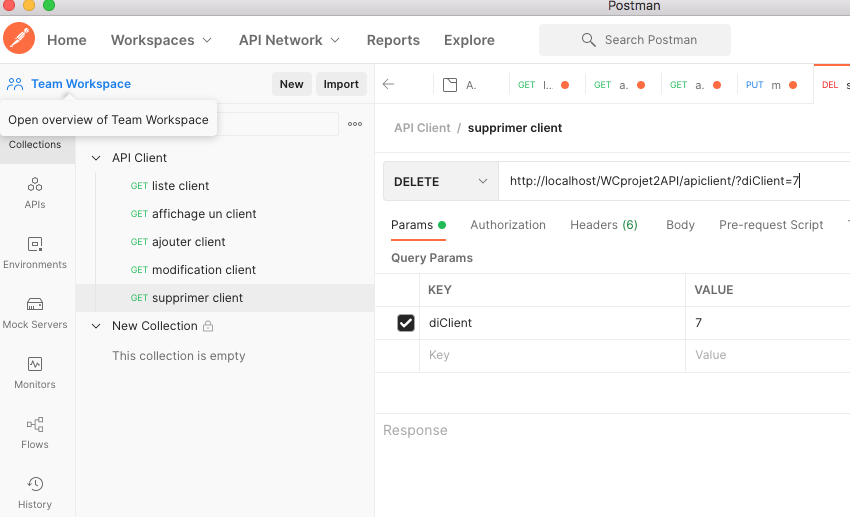 Postman
Home Workspaces API Network Reports Explore Search Postman
Team Workspace New Import
A. GET l... GET a. GET a. PUT m DEL s
Open overview of Team Workspace
Collections
API Client / supprimer client
API Client
DELETE http://localhost/WCprojet2API/apiclient/?diClient=7
GET liste client
APIs
GET affichage un client
Params Authorization Headers (6) Body Pre-request Script
GET ajouter client
Environments
Query Params
GET modification client
KEY VALUE
GET supprimer client
Mock Servers
diClient 7
New Collection
Key Value
This collection is empty
Monitors
Response
Flows
History